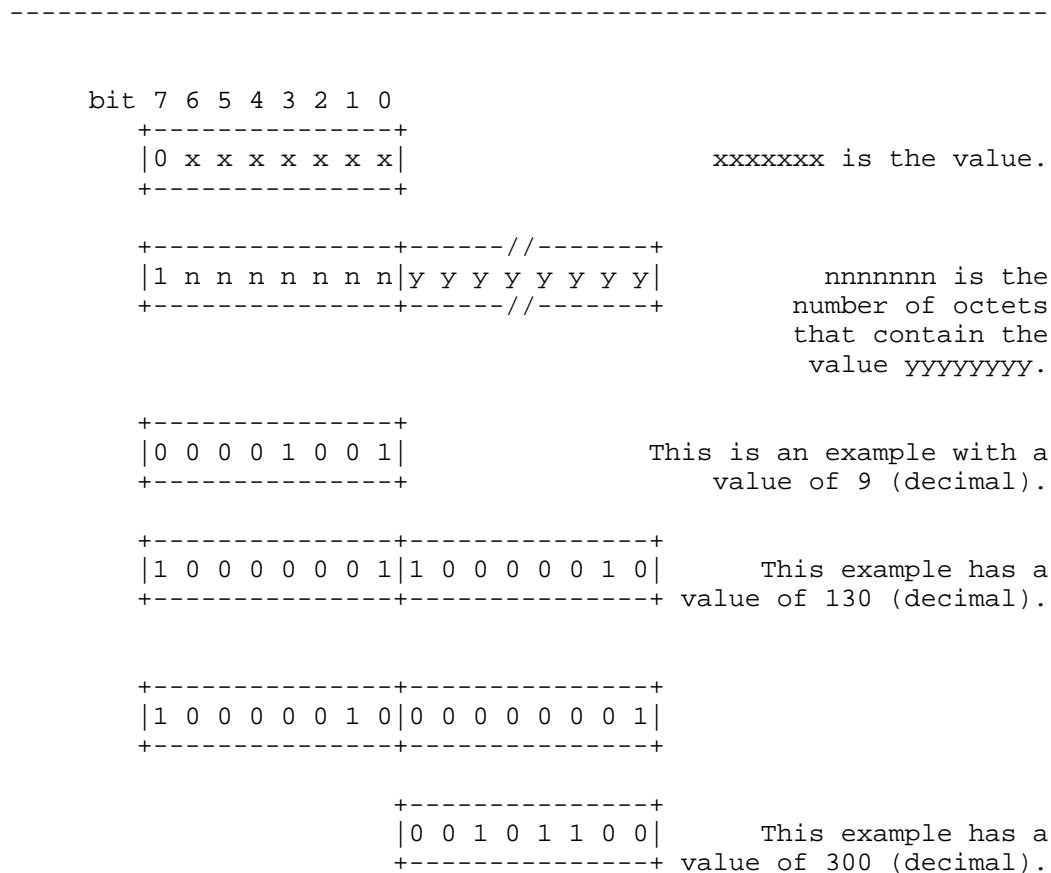 -----------------------------------------------------------------
bit 7 6 5 4 3 2 1 0
+---------------+
|0 x x x x x x x| xxxxxxx is the value.
+---------------+
+---------------+------//-------+
|1 n n n n n n n|y y y y y y y y| nnnnnnn is the
+---------------+------//-------+ number of octets
that contain the
value yyyyyyyy.
+---------------+
|0 0 0 0 1 0 0 1| This is an example with a
+---------------+ value of 9 (decimal).
+---------------+---------------+
|1 0 0 0 0 0 0 1|1 0 0 0 0 0 1 0| This example has a
+---------------+---------------+ value of 130 (decimal).
+---------------+---------------+
|1 0 0 0 0 0 1 0|0 0 0 0 0 0 0 1|
+---------------+---------------+
+---------------+
|0 0 1 0 1 1 0 0| This example has a
+---------------+ value of 300 (decimal).